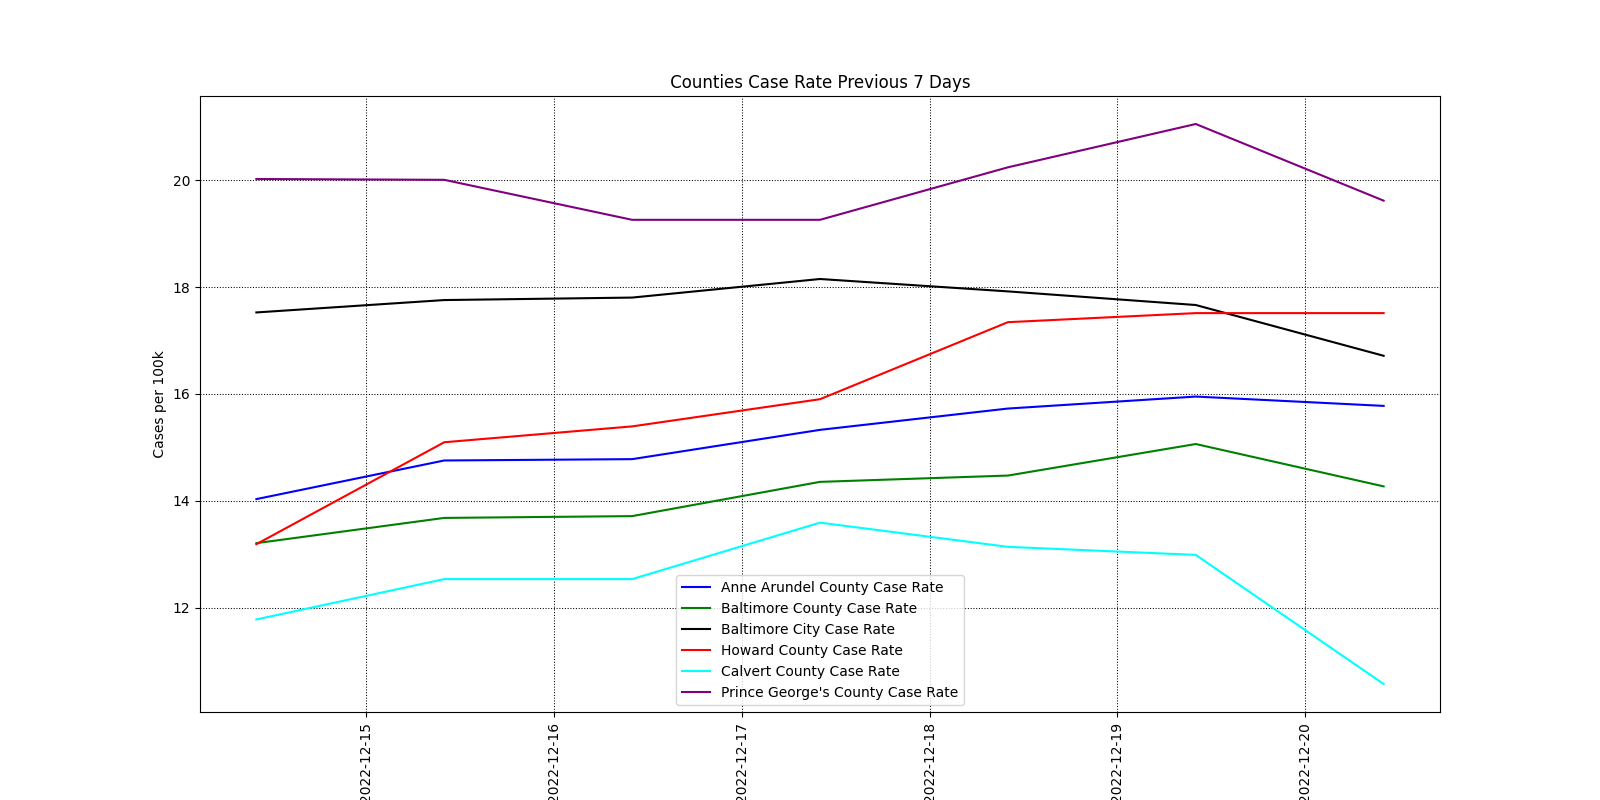 Counties Case Rate Previous 7 Days
Cases per 100k
20
18
16
14
12
Anne Arundel County Case Rate
Baltimore County Case Rate
Baltimore City Case Rate
Howard County Case Rate
Calvert County Case Rate
Prince George's County Case Rate
2022-12-15
2022-12-16
2022-12-17
2022-12-18
2022-12-19
2022-12-20